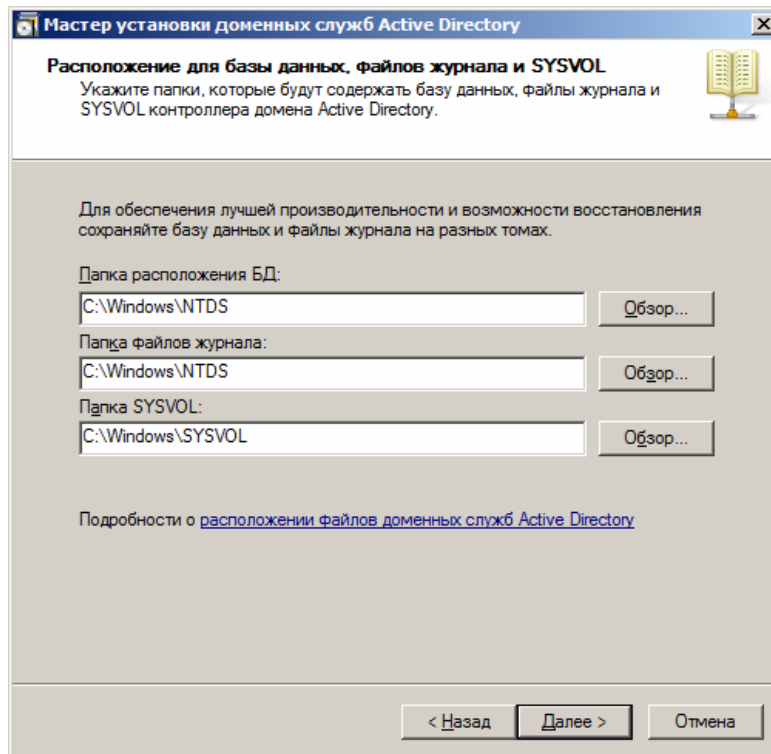 Мастер установки доменных служб Active Directory
Расположение для базы данных, файлов журнала и SYSVOL
Укажите папки, которые будут содержать базу данных, файлы журнала и
SYSVOL контроллера домена Active Directory.
Для обеспечения лучшей производительности и возможности восстановления
сохраняйте базу данных и файлы журнала на разных томах.
Папка расположения БД:
C:\Windows\NTDS
Обзор...
Папка файлов журнала:
C:\Windows\NTDS
Обзор...
Папка SYSVOL:
C:\Windows\SYSVOL
Обзор...
Подробности о расположении файлов доменных служб Active Directory
< Назад
Далее >
Отмена